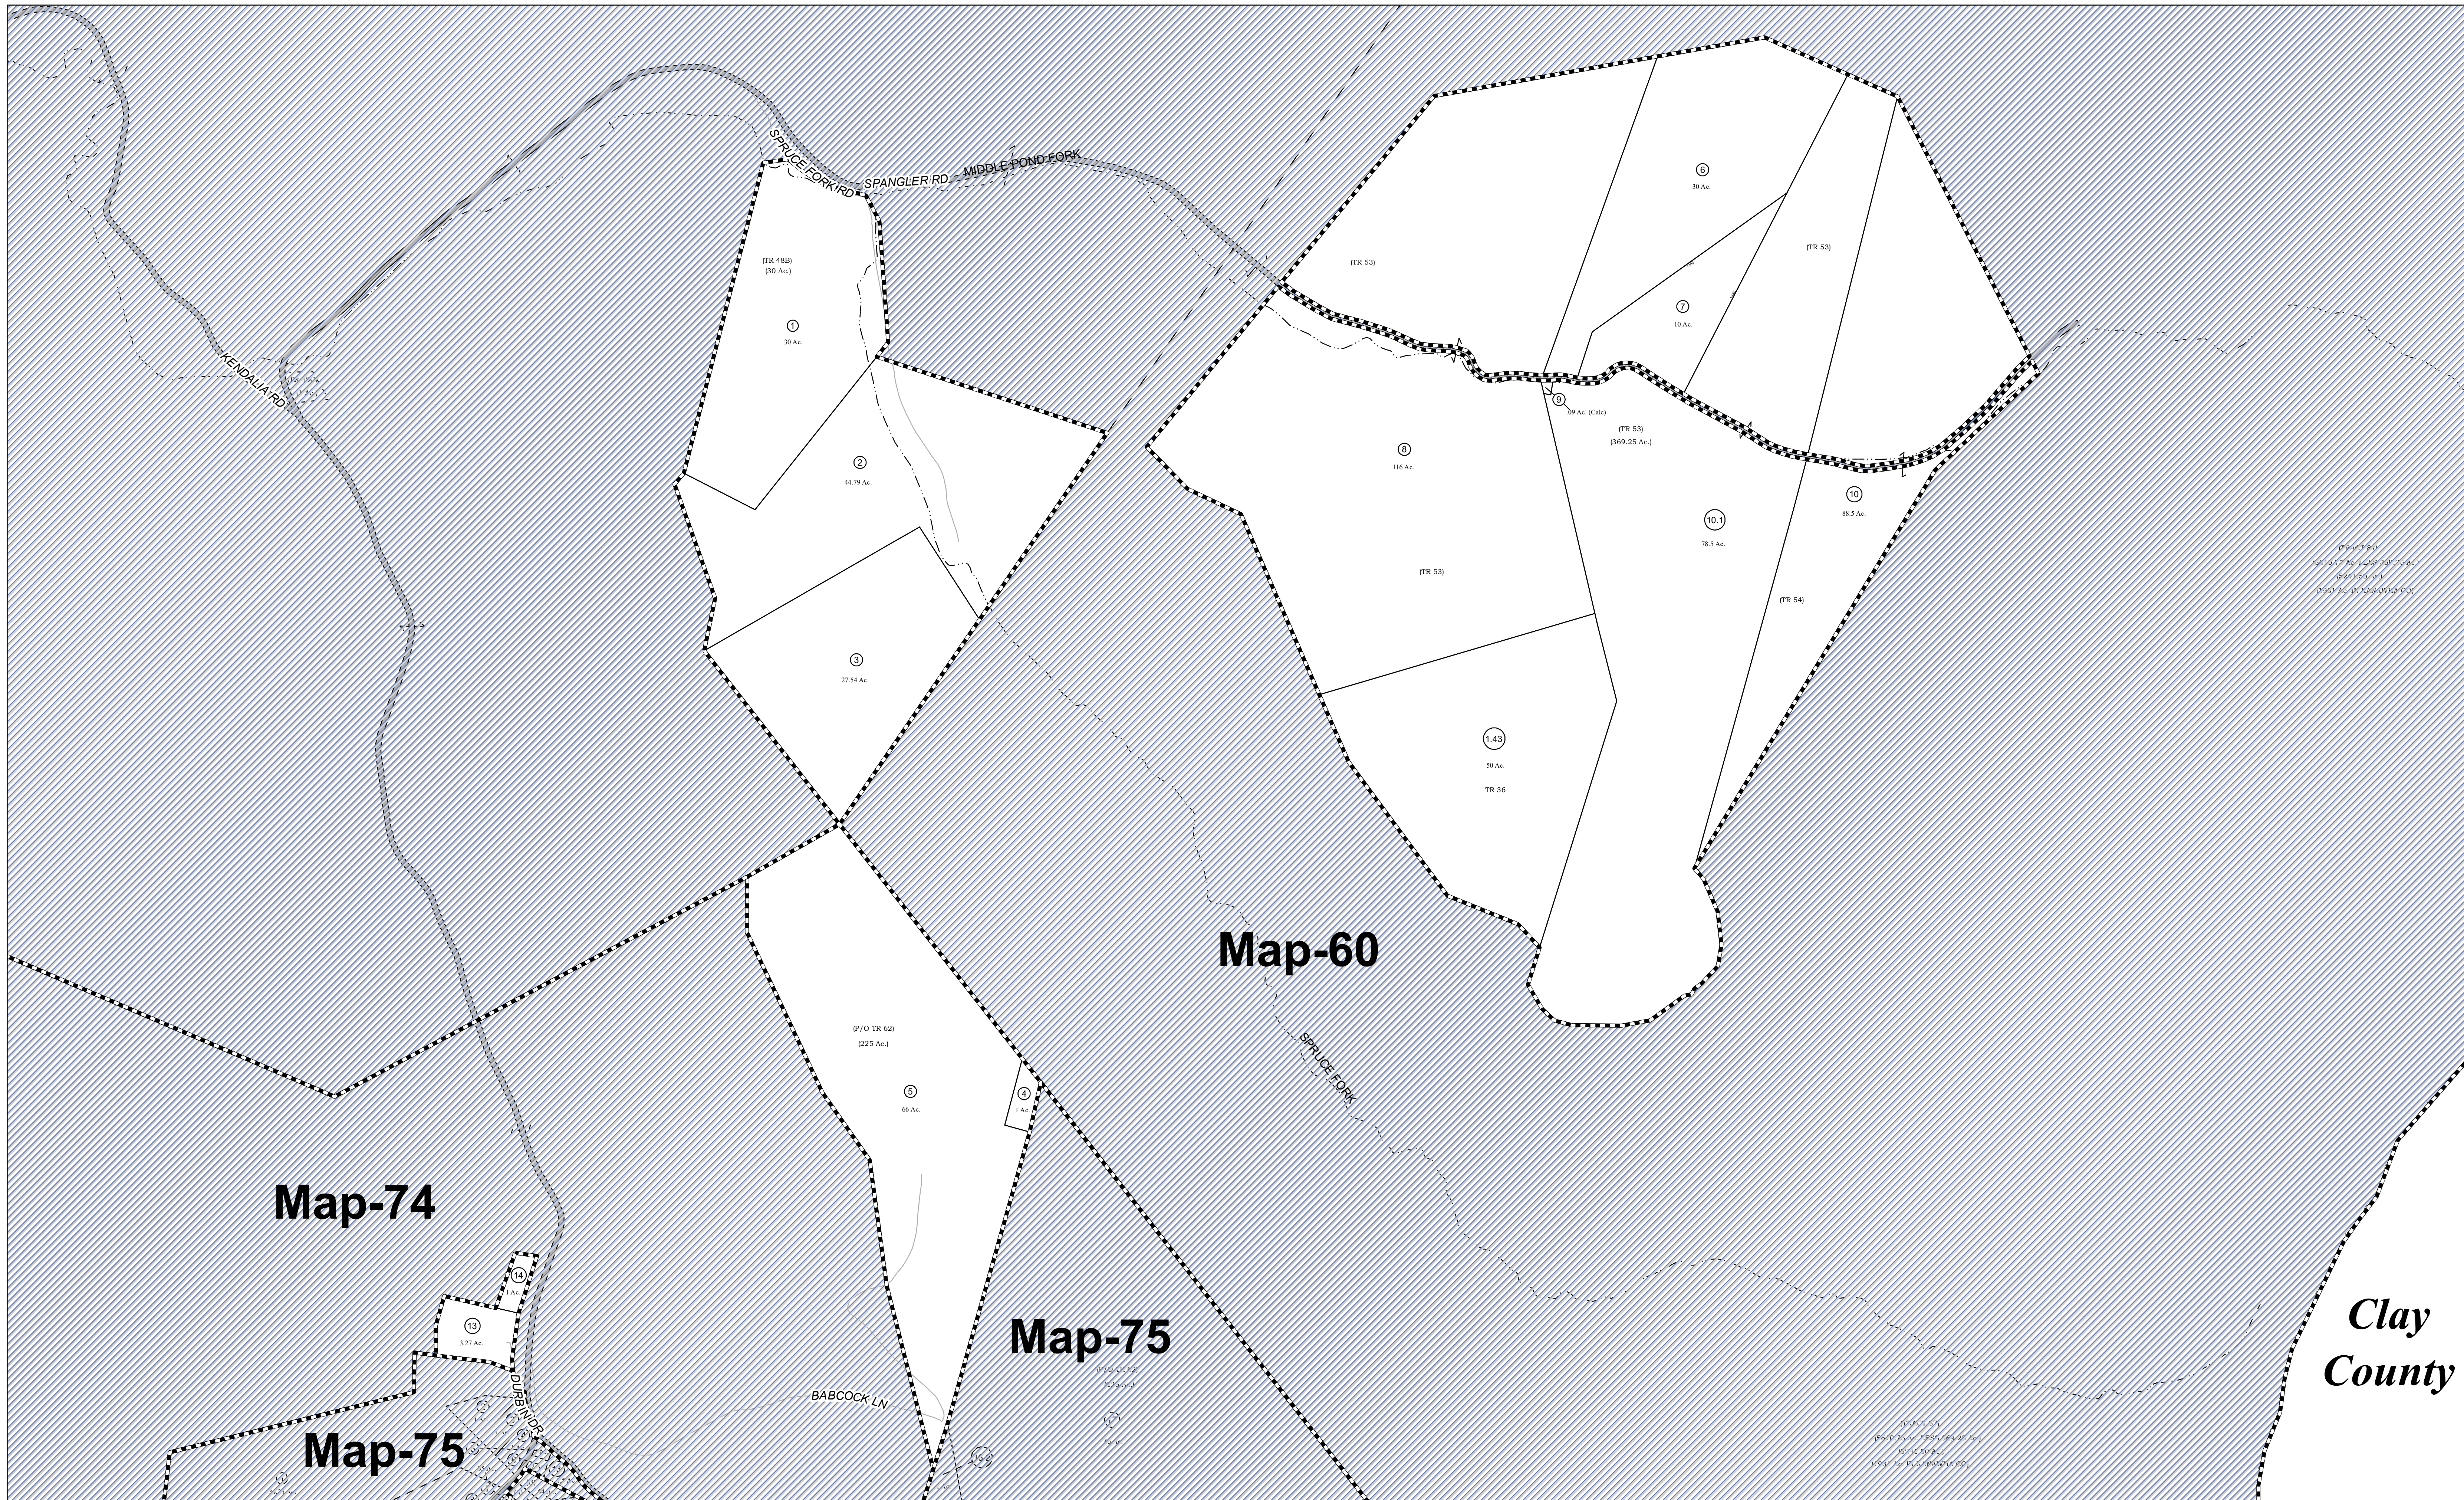 SPRUCE FORK RD
SPANGLER RD
MIDDLE POND FORK
KENDALIA RD
(TR 48B)
(30 Ac.)
1
30 Ac.
2
44.79 Ac.
3
27.54 Ac.
(TR 53)
6
30 Ac.
(TR 53)
7
10 Ac.
9
.09 Ac. (Calc)
(TR 53)
(369.25 Ac.)
8
116 Ac.
10
88.5 Ac.
10.1
78.5 Ac.
(TR 53)
(TR 54)
1.43
50 Ac.
TR 36
Map-60
(P/O TR 62)
(225 Ac.)
5
66 Ac.
4
1 Ac.
SPRUCE FORK
Map-74
14
1 Ac.
13
3.27 Ac.
Map-75
Clay
County
DURBIN DR
BABCOCK LN
Map-75